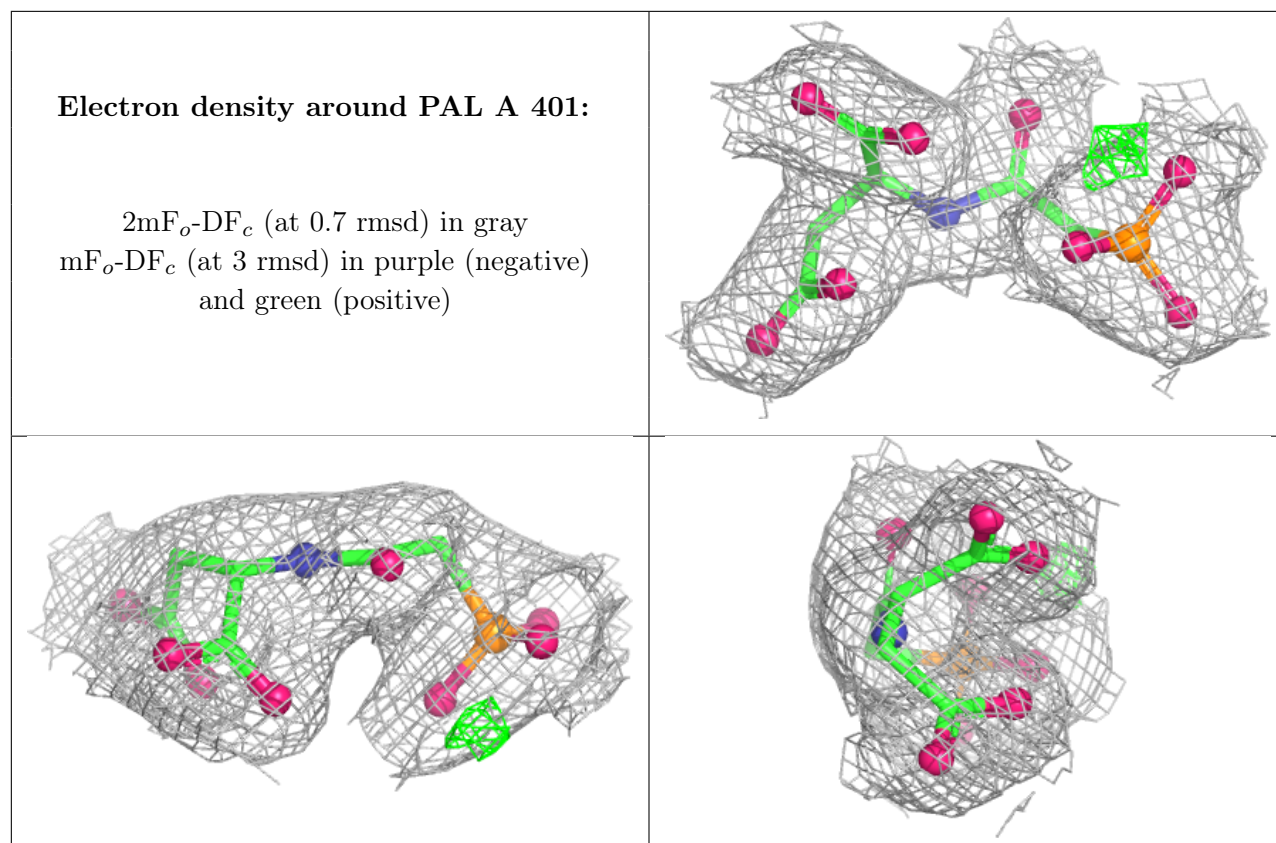 Electron density around PAL A 401:
2mFo-DFc (at 0.7 rmsd) in gray
mFo-DFc (at 3 rmsd) in purple (negative)
and green (positive)